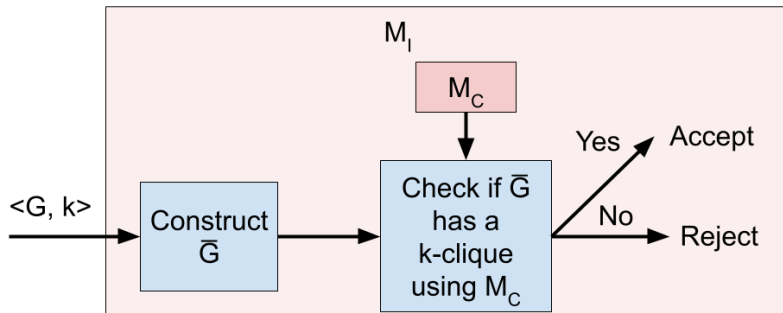 M_I
M_C
<G, k>
Construct
G̅
Check if G̅
has a
k-clique
using M_C
Yes
Accept
No
Reject